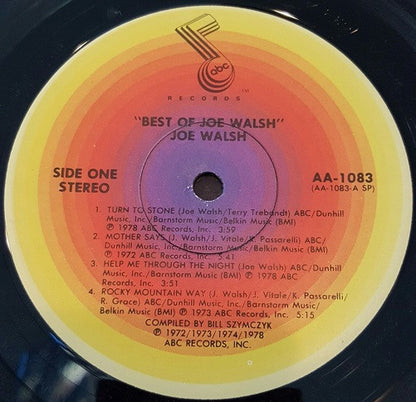 abc
RECORDS
TM
"BEST OF JOE WALSH"
JOE WALSH
SIDE ONE
STEREO
AA-1083
(AA-1083-A SP)
1. TURN TO STONE (Joe Walsh/Terry Trebandt) ABC/Dunhill
Music, Inc/Barnstorm Music/Belkin Music (BMI)
Ⓟ 1978 ABC Records, Inc. 3:59
2. MOTHER SAYS (J. Walsh/J. Vitale/K. Passarelli) ABC/
Dunhill Music, Inc./Barnstorm Music/Belkin Music (BMI)
Ⓟ 1972 ABC Records, Inc. 5:41
3. HELP ME THROUGH THE NIGHT (Joe Walsh) ABC/Dunhill
Music, Inc./Barnstorm Music (BMI) Ⓟ 1978 ABC
Records, Inc. 3:51
4. ROCKY MOUNTAIN WAY (J. Walsh/J. Vitale/K. Passarelli/
R. Grace) ABC/Dunhill Music, Inc./Barnstorm Music/
Belkin Music (BMI) Ⓟ 1973 ABC Records, Inc. 5:15
COMPILED BY BILL SZYMCZYK
Ⓟ 1972/1973/1974/1978
ABC RECORDS, INC.